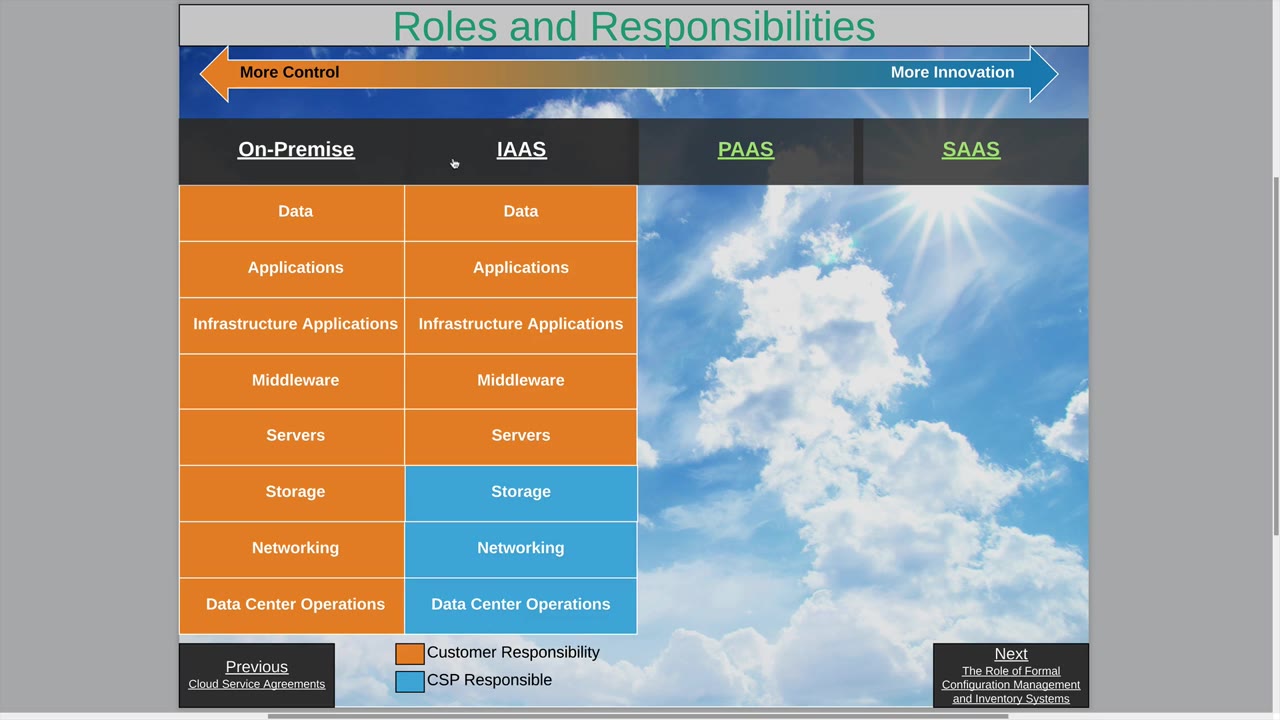 Roles and Responsibilities
More Control
More Innovation
On-Premise
IAAS
PAAS
SAAS
Data
Data
Applications
Applications
Infrastructure Applications
Infrastructure Applications
Middleware
Middleware
Servers
Servers
Storage
Storage
Networking
Networking
Data Center Operations
Data Center Operations
Customer Responsibility
CSP Responsible
Previous
Cloud Service Agreements
Next
The Role of Formal
Configuration Management
and Inventory Systems